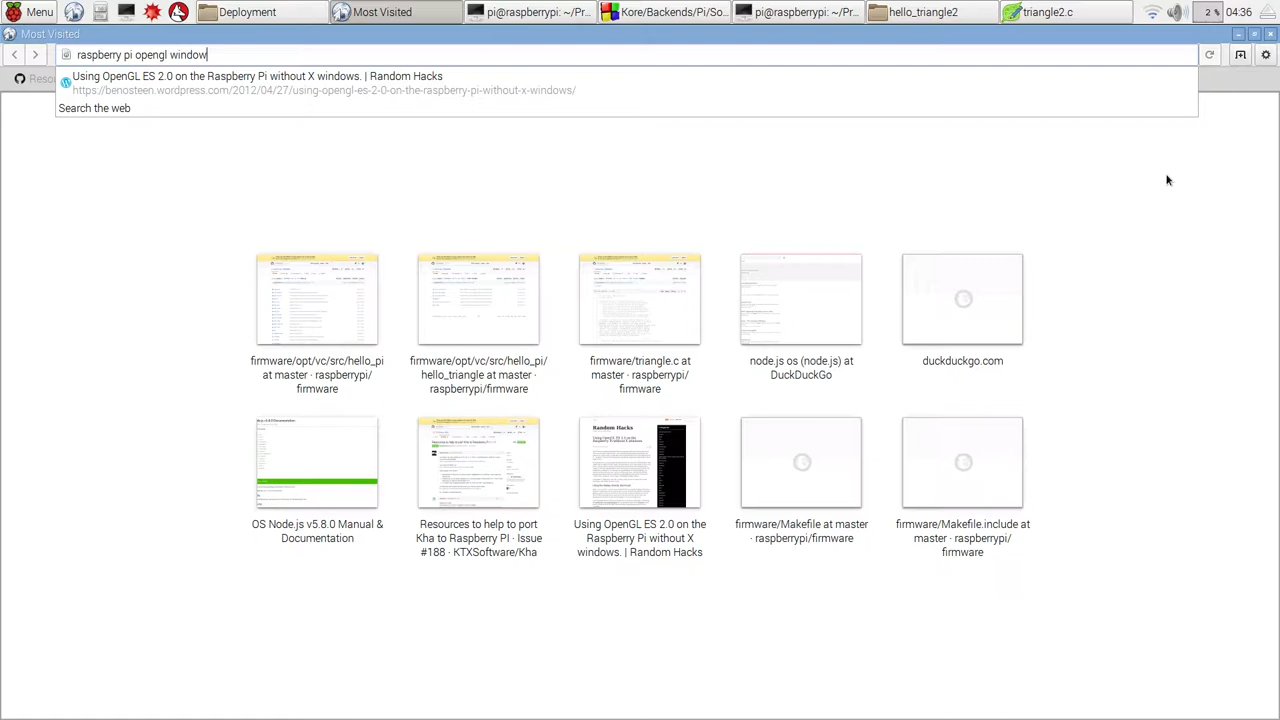 Menu
Deployment
Most Visited
pi@raspberrypi: ~/Pr...
Kore/Backends/Pi/So...
pi@raspberrypi: ~/Pr...
hello_triangle2
triangle2.c
2 %
04:36
Most Visited
raspberry pi opengl window
Using OpenGL ES 2.0 on the Raspberry Pi without X windows. | Random Hacks
https://benosteen.wordpress.com/2012/04/27/using-opengl-es-2-0-on-the-raspberry-pi-without-x-windows/
Search the web
Reso
firmware/opt/vc/src/hello_pi
at master · raspberrypi/
firmware
firmware/opt/vc/src/hello_pi/
hello_triangle at master ·
raspberrypi/firmware
firmware/triangle.c at
master · raspberrypi/
firmware
node.js os (node.js) at
DuckDuckGo
duckduckgo.com
Random Hacks
OS Node.js v5.8.0 Manual &
Documentation
Resources to help to port
Kha to Raspberry PI · Issue
#188 · KTXSoftware/Kha
Using OpenGL ES 2.0 on the
Raspberry Pi without X
windows. | Random Hacks
firmware/Makefile at master
· raspberrypi/firmware
firmware/Makefile.include at
master · raspberrypi/
firmware